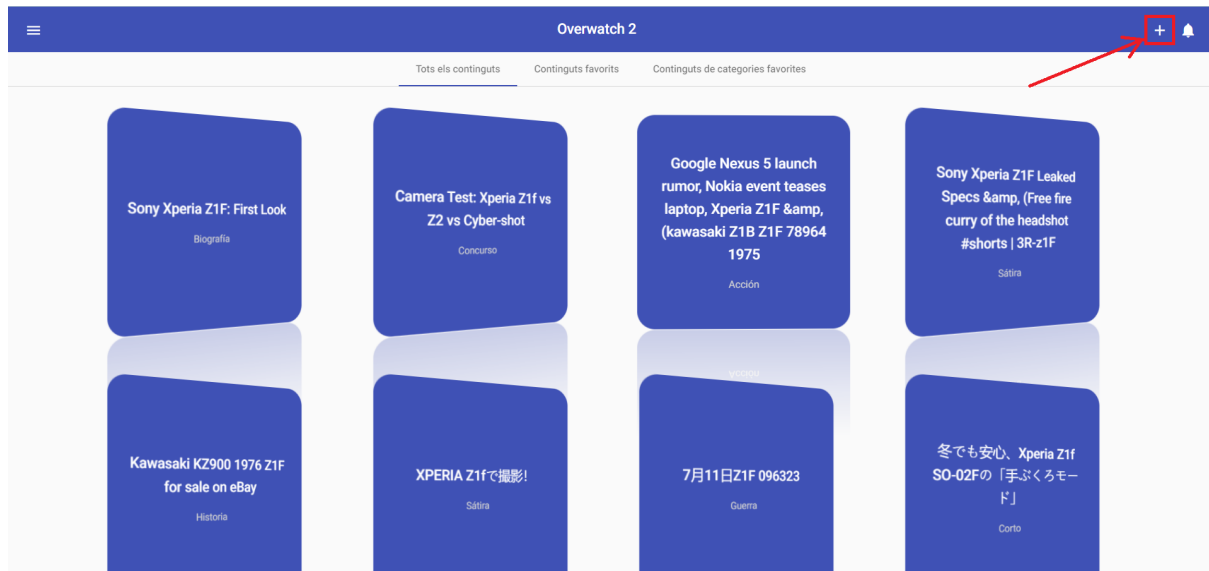 Overwatch 2
Tots els continguts
Continguts favorits
Continguts de categories favorites
Sony Xperia Z1F: First Look
Biografía
Camera Test: Xperia Z1f vs
Z2 vs Cyber-shot
Concurso
Google Nexus 5 launch
rumor, Nokia event teases
laptop, Xperia Z1F &amp,
(kawasaki Z1B Z1F 78964
1975
Acción
Sony Xperia Z1F Leaked
Specs &amp, (Free fire
curry of the headshot
#shorts | 3R-z1F
Sátira
Kawasaki KZ900 1976 Z1F
for sale on eBay
Historia
XPERIA Z1fで撮影!
Sátira
7月11日Z1F 096323
Guerra
冬でも安心、Xperia Z1f
SO-02Fの「手ぶくろモー
ド」
Corto